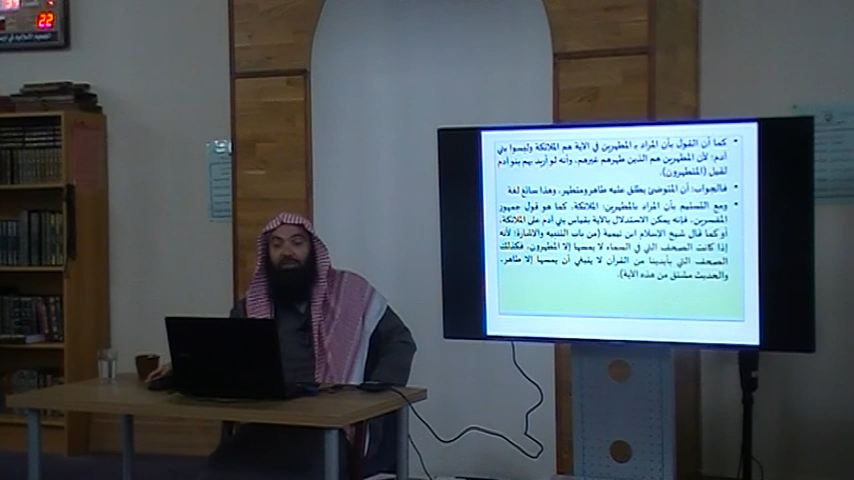 22
كما أن القول بأن المراد بـ المطهرين في الآية هم الملائكة وليسوا بني
آدم؛ لأن المطهرين هم الذين طهرهم غيرهم، وأنه لو أريد بهم بنو آدم
لقيل (المتطهرون).
فالجواب: أن المتوضئ يطلق عليه طاهر ومتطهر، وهذا سائغ لغة
ومع التسليم بأن المراد بالمطهرين: الملائكة، كما هو قول جمهور
المفسرين، فإنه يمكن الاستدلال بالآية بقياس بني آدم على الملائكة،
أو كما قال شيخ الإسلام ابن تيمية (من باب التنبيه والإشارة؛ لأنه
إذا كانت الصحف التي في السماء لا يمسها إلا المطهرون، فكذلك
الصحف التي بأيدينا من القرآن لا ينبغي أن يمسها إلا طاهر،
والحديث مشتق من هذه الآية).